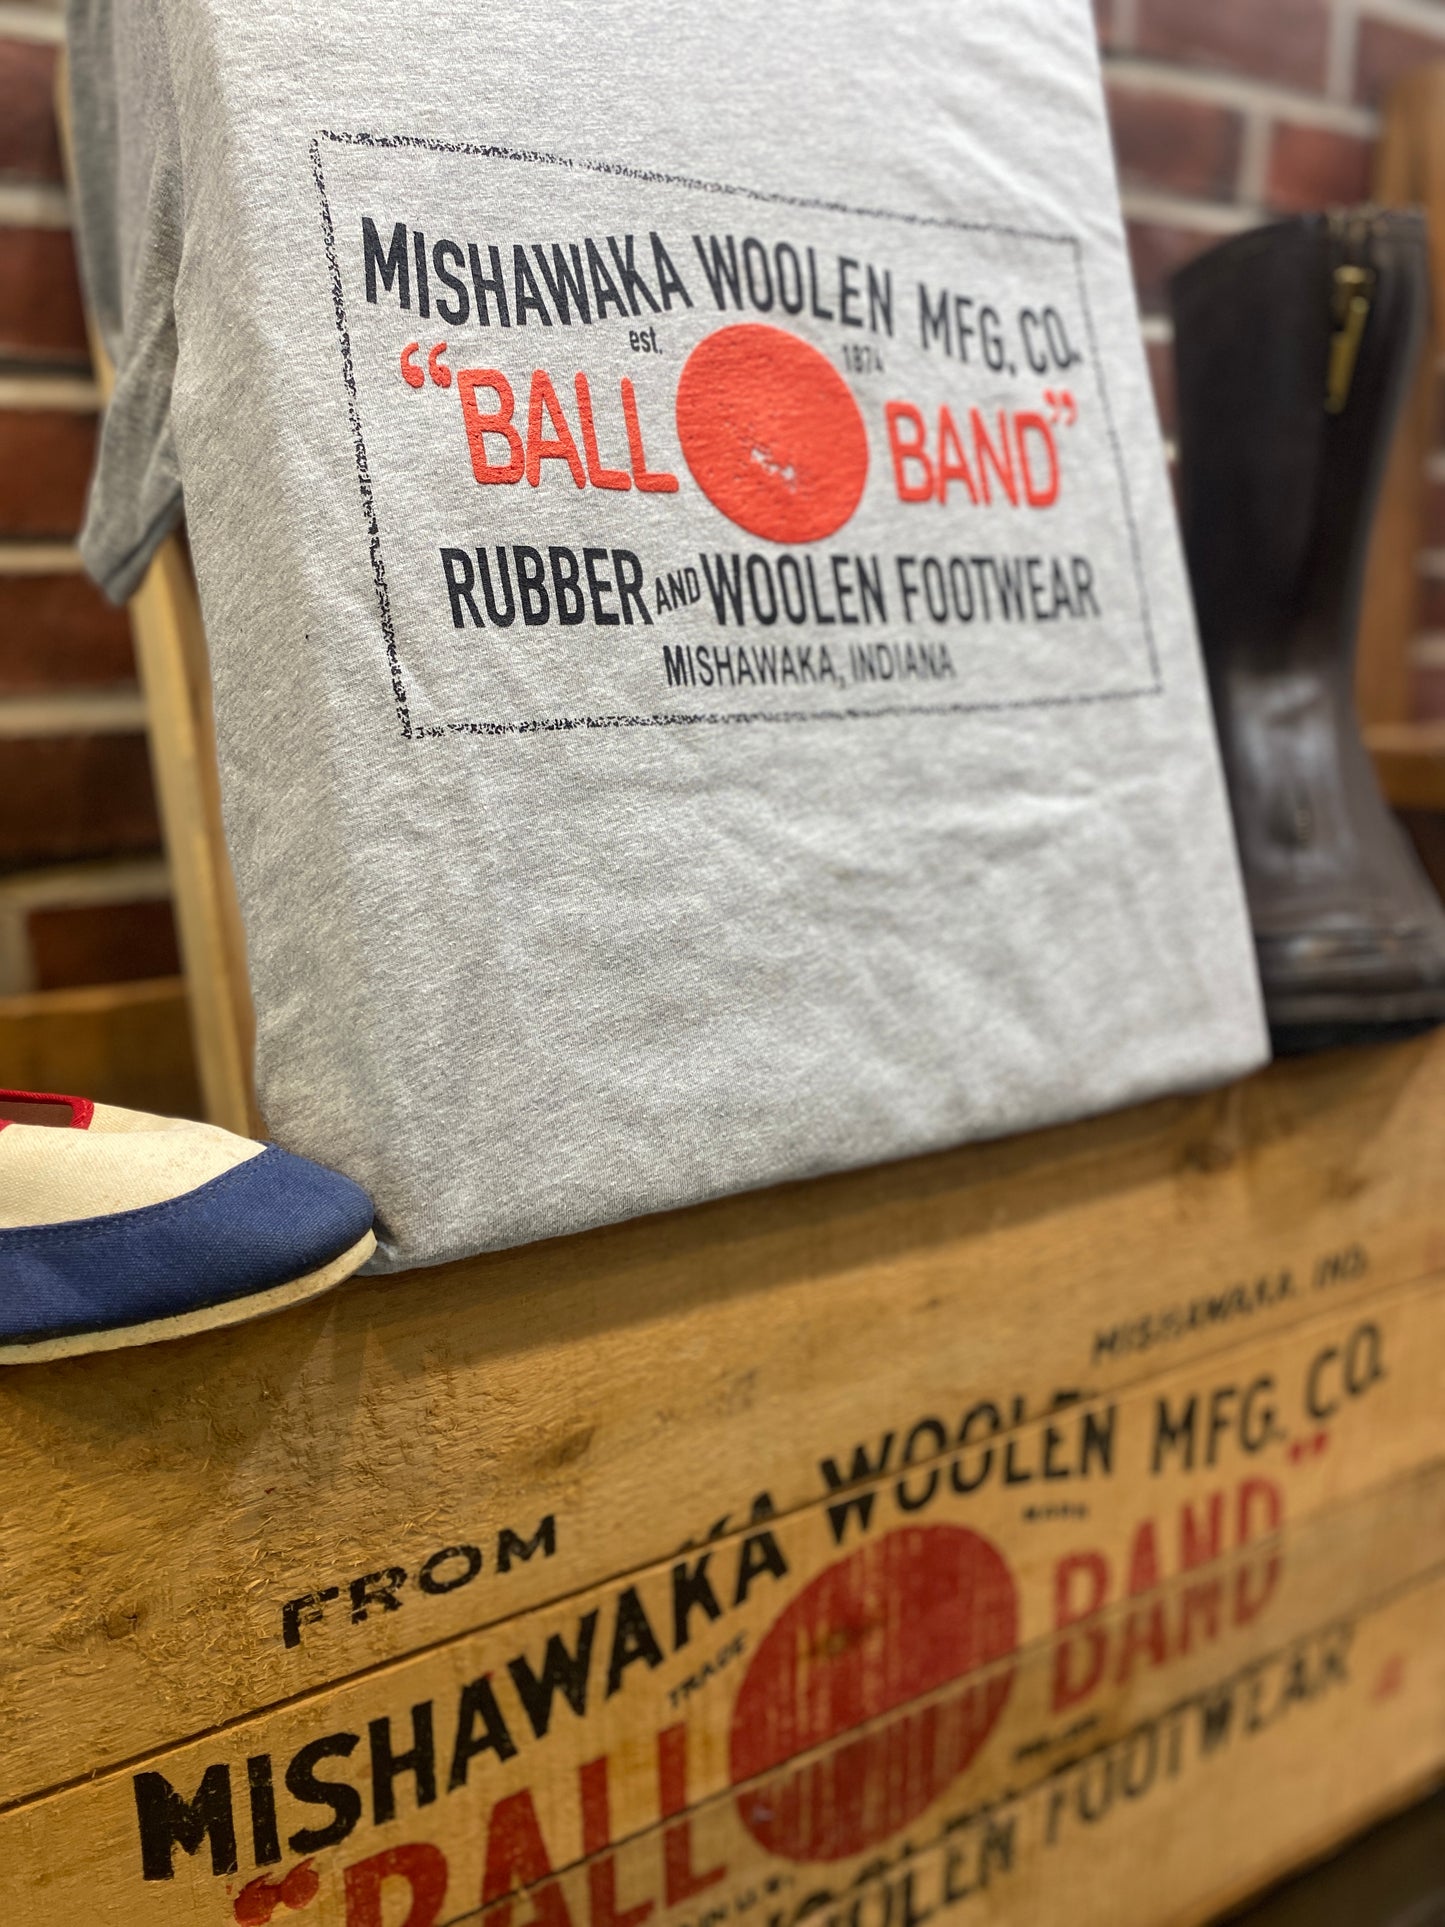 MISHAWAKA WOOLEN MFG. CO.
est. 1874
“BALL BAND”
RUBBER AND WOOLEN FOOTWEAR
MISHAWAKA, INDIANA
MISHAWAKA, IND.
FROM
MISHAWAKA WOOLEN MFG. CO.
TRADE MARK
“BALL BAND”
WOOLEN FOOTWEAR